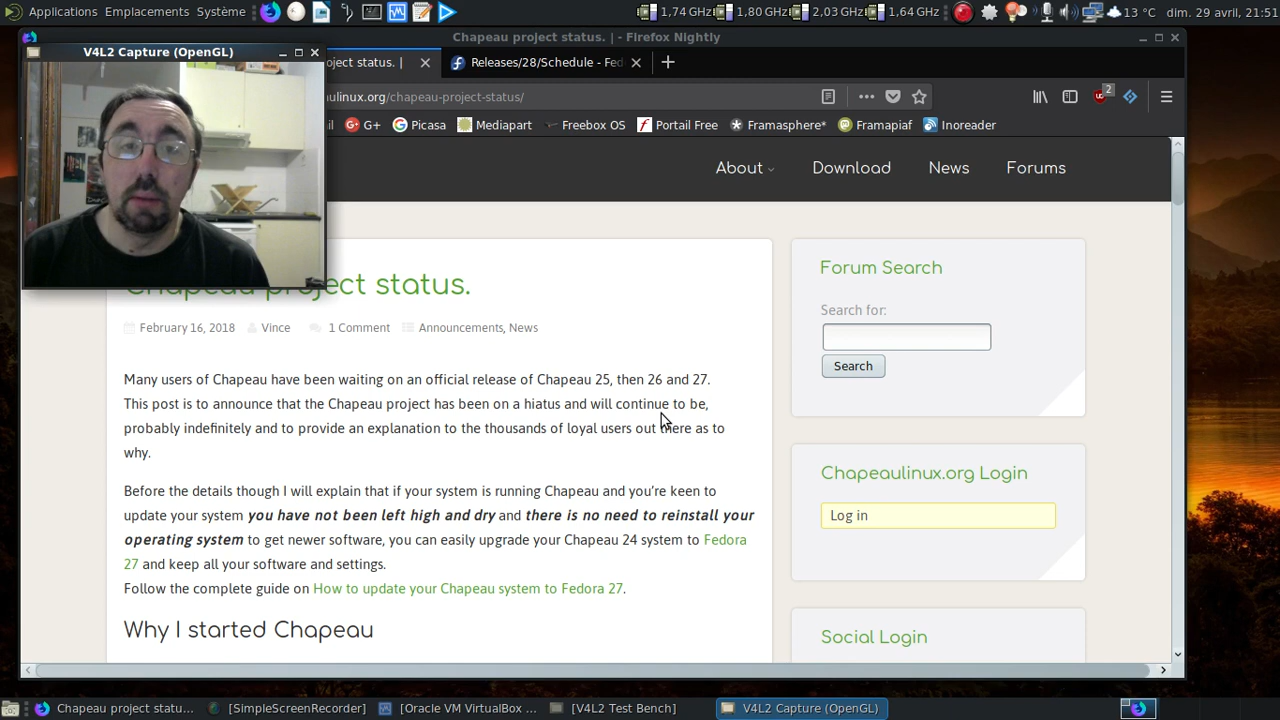 Applications Emplacements Système 1,74 GHz 1,80 GHz 2,03 GHz 1,64 GHz 13 °C dim. 29 avril, 21:51
Chapeau project status. | - Firefox Nightly
V4L2 Capture (OpenGL)
oject status. | Releases/28/Schedule - Fed
ulinux.org/chapeau-project-status/
2
il G+ Picasa Mediapart Freebox OS Portail Free Framasphere* Framapiaf Inoreader
About Download News Forums
Chapeau project status.
February 16, 2018 Vince 1 Comment Announcements, News
Many users of Chapeau have been waiting on an official release of Chapeau 25, then 26 and 27.
This post is to announce that the Chapeau project has been on a hiatus and will continue to be,
probably indefinitely and to provide an explanation to the thousands of loyal users out there as to
why.
Before the details though I will explain that if your system is running Chapeau and you're keen to
update your system you have not been left high and dry and there is no need to reinstall your
operating system to get newer software, you can easily upgrade your Chapeau 24 system to Fedora
27 and keep all your software and settings.
Follow the complete guide on How to update your Chapeau system to Fedora 27.
Why I started Chapeau
Forum Search
Search for:
Search
Chapeaulinux.org Login
Log in
Social Login
Chapeau project statu... [SimpleScreenRecorder] [Oracle VM VirtualBox ... [V4L2 Test Bench] V4L2 Capture (OpenGL)